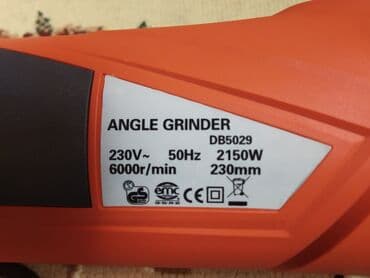 ANGLE GRINDER
DB5029
230V~ 50Hz 2150W
6000r/min 230mm